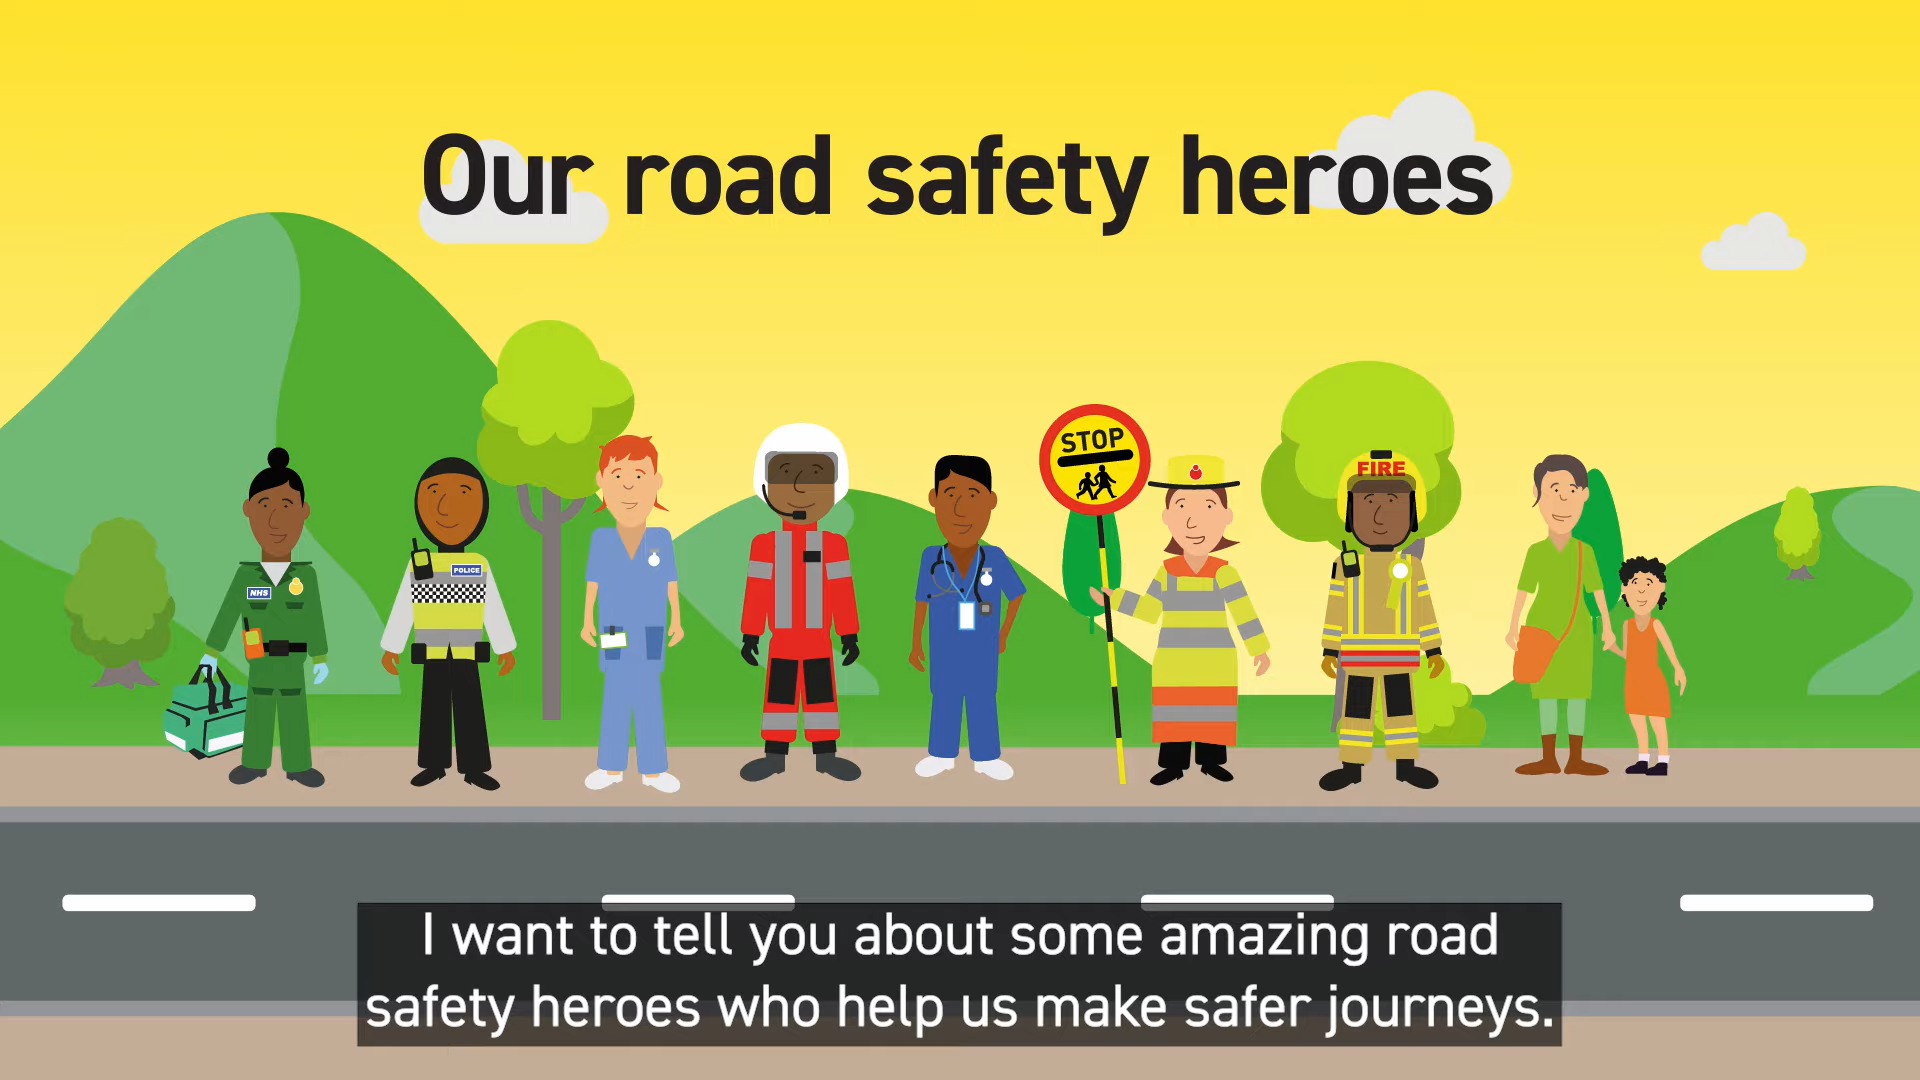 Our road safety heroes
STOP
FIRE
POLICE
NHS
I want to tell you about some amazing road
safety heroes who help us make safer journeys.